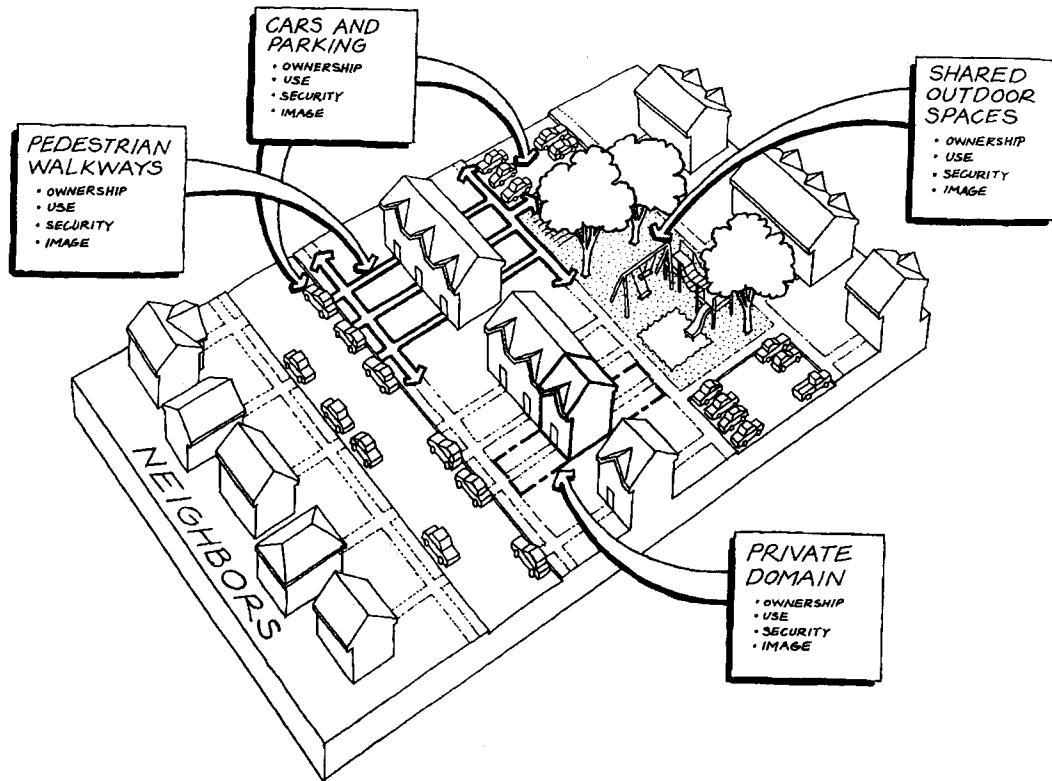 CARS AND
PARKING
• OWNERSHIP
• USE
• SECURITY
• IMAGE
PEDESTRIAN
WALKWAYS
• OWNERSHIP
• USE
• SECURITY
• IMAGE
SHARED
OUTDOOR
SPACES
• OWNERSHIP
• USE
• SECURITY
• IMAGE
NEIGHBORS
PRIVATE
DOMAIN
• OWNERSHIP
• USE
• SECURITY
• IMAGE